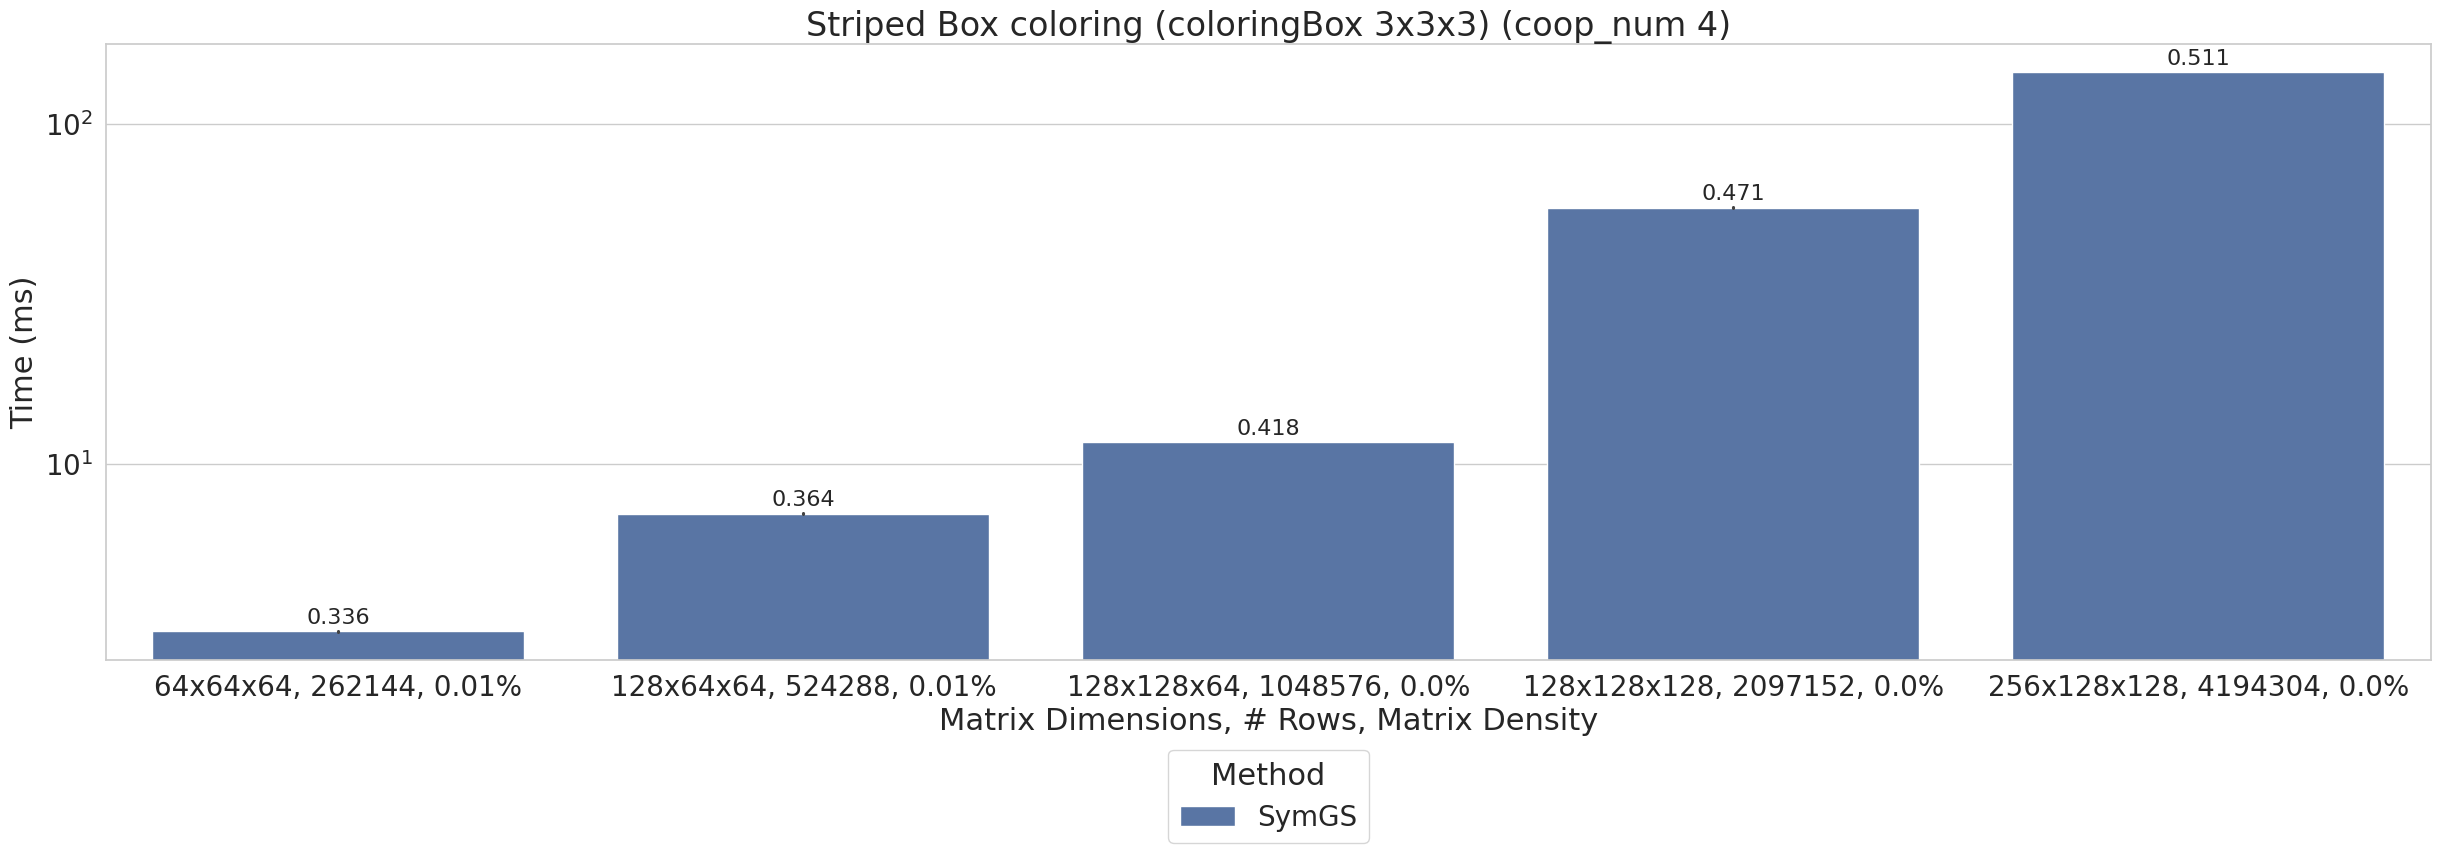 Striped Box coloring (coloringBox 3x3x3) (coop_num 4)
Time (ms)
10²
10¹
0.336
0.364
0.418
0.471
0.511
64x64x64, 262144, 0.01%
128x64x64, 524288, 0.01%
128x128x64, 1048576, 0.0%
128x128x128, 2097152, 0.0%
256x128x128, 4194304, 0.0%
Matrix Dimensions, # Rows, Matrix Density
Method
SymGS